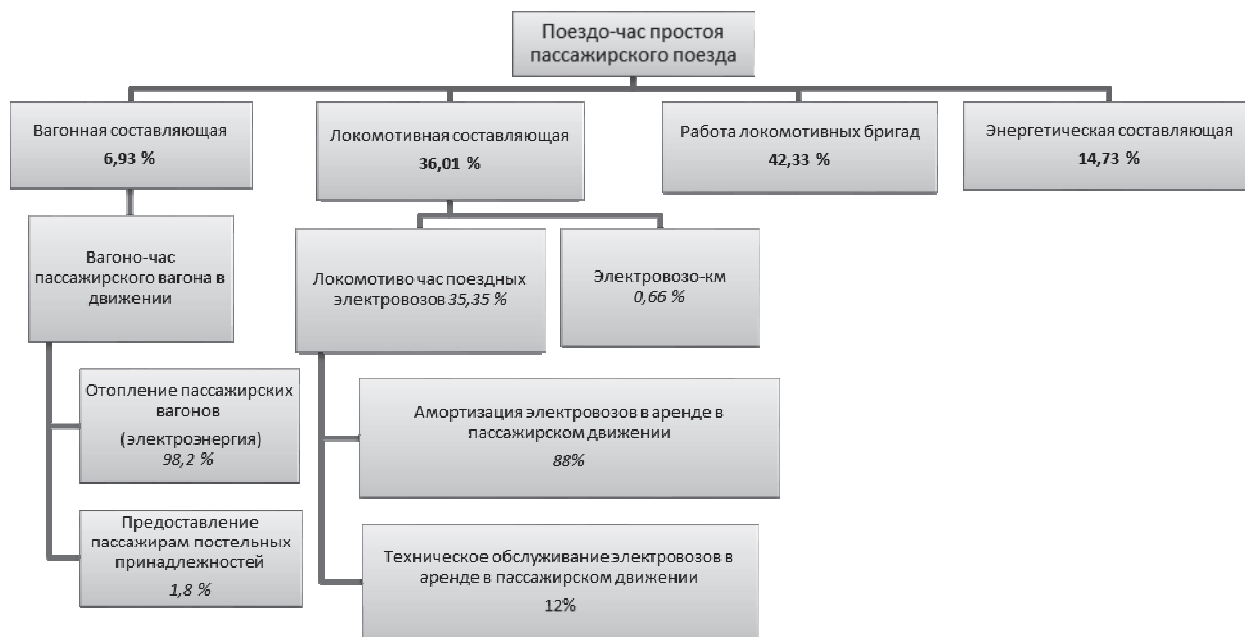 Поездо-час простоя
пассажирского поезда
Вагонная составляющая
6,93 %
Локомотивная составляющая
36,01 %
Работа локомотивных бригад
42,33 %
Энергетическая составляющая
14,73 %
Вагоно-час
пассажирского вагона в
движении
Локомотиво час поездных
электровозов 35,35 %
Электровозо-км
0,66 %
Отопление пассажирских
вагонов
(электроэнергия)
98,2 %
Амортизация электровозов в аренде в
пассажирском движении
88%
Предоставление
пассажирам постельных
принадлежностей
1,8 %
Техническое обслуживание электровозов в
аренде в пассажирском движении
12%